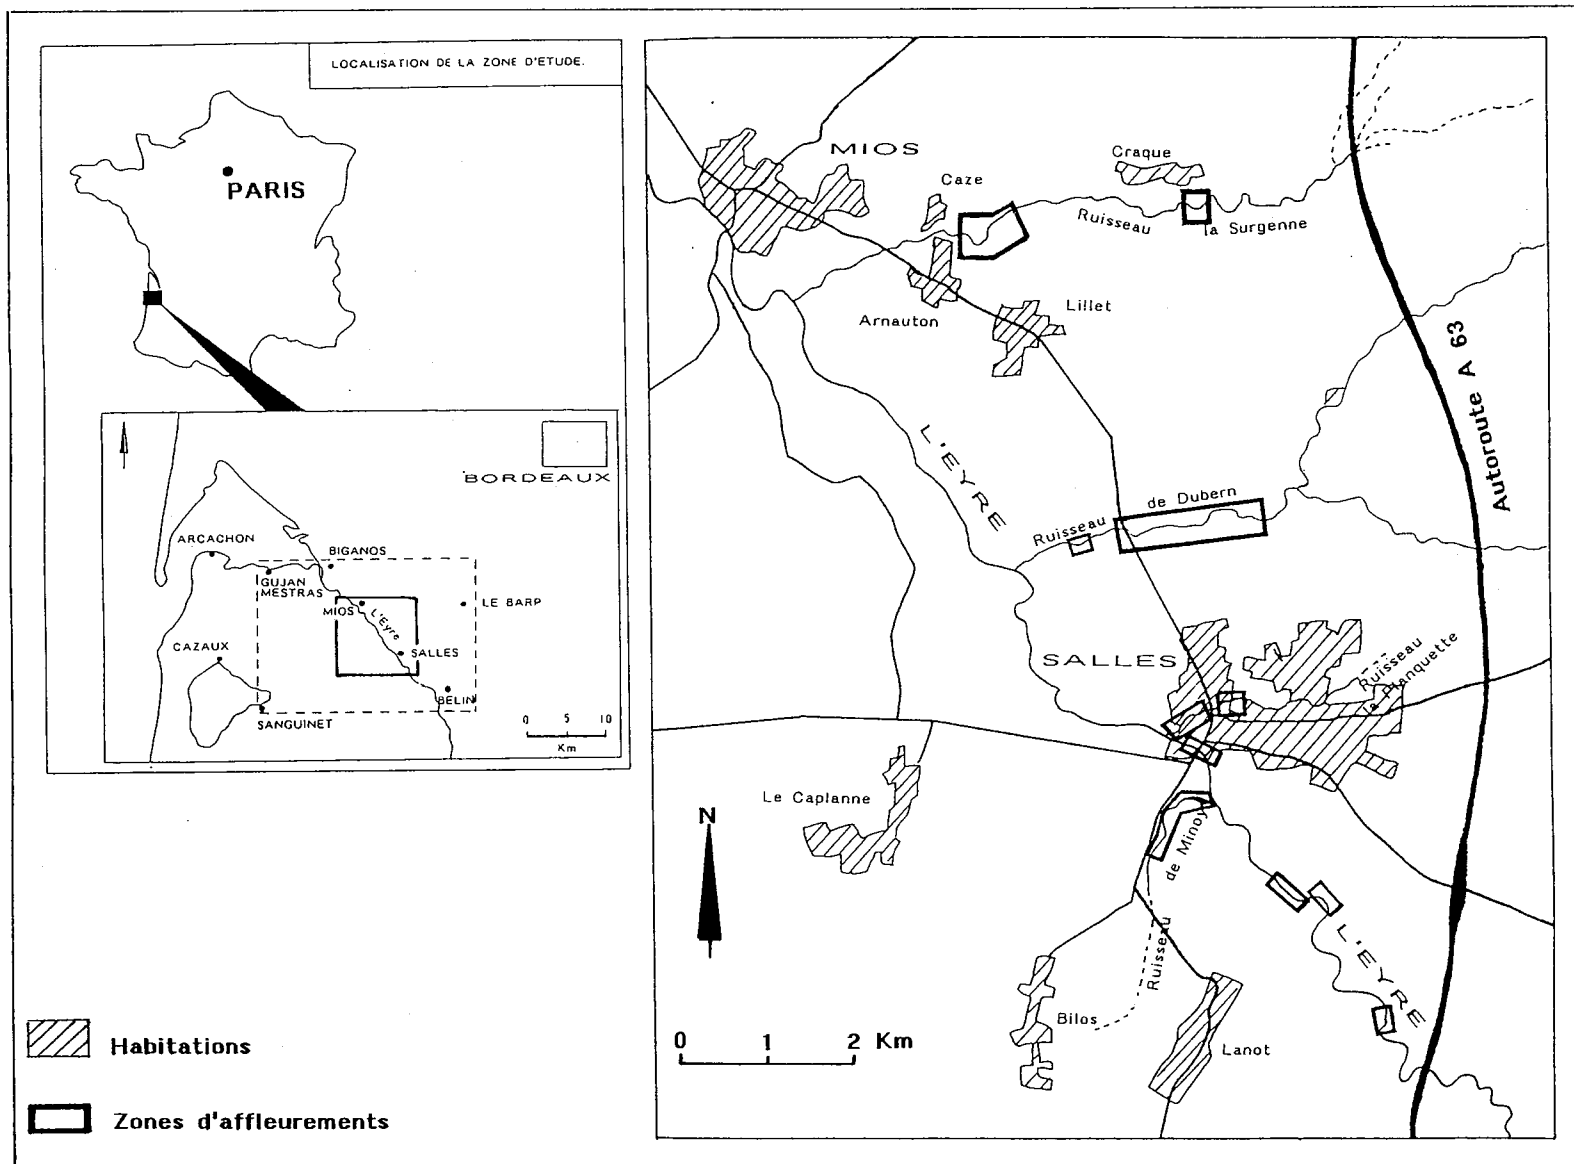 LOCALISATION DE LA ZONE D'ETUDE.
PARIS
BORDEAUX
ARCACHON
BIGANOS
GUJAN
MESTRAS
MIOS
L'Eyre
LE BARP
CAZAUX
SALLES
BELIN
SANGUINET
0 5 10
Km
Habitations
Zones d'affleurements
MIOS
Craque
Caze
Ruisseau
la Surgenne
Arnauton
Lillet
Autoroute A 63
L'EYRE
Ruisseau
de Dubern
SALLES
Ruisseau
la Planquette
Le Caplanne
N
de Minoy
Ruisseau
L'EYRE
Bilos
Lanot
0 1 2 Km